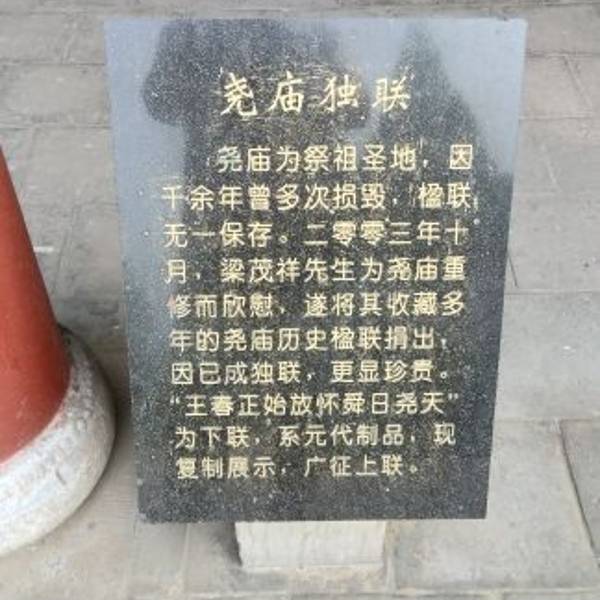 尧庙独联
尧庙为祭祖圣地，因
千余年曾多次损毁，楹联
无一保存。二零零三年十
月，梁茂祥先生为尧庙重
修而欣慰，遂将其收藏多
年的尧庙历史楹联捐出，
因已成独联，更显珍贵。
“王春正始放怀舜日尧天”
为下联，系元代制品，现
复制展示，广征上联。